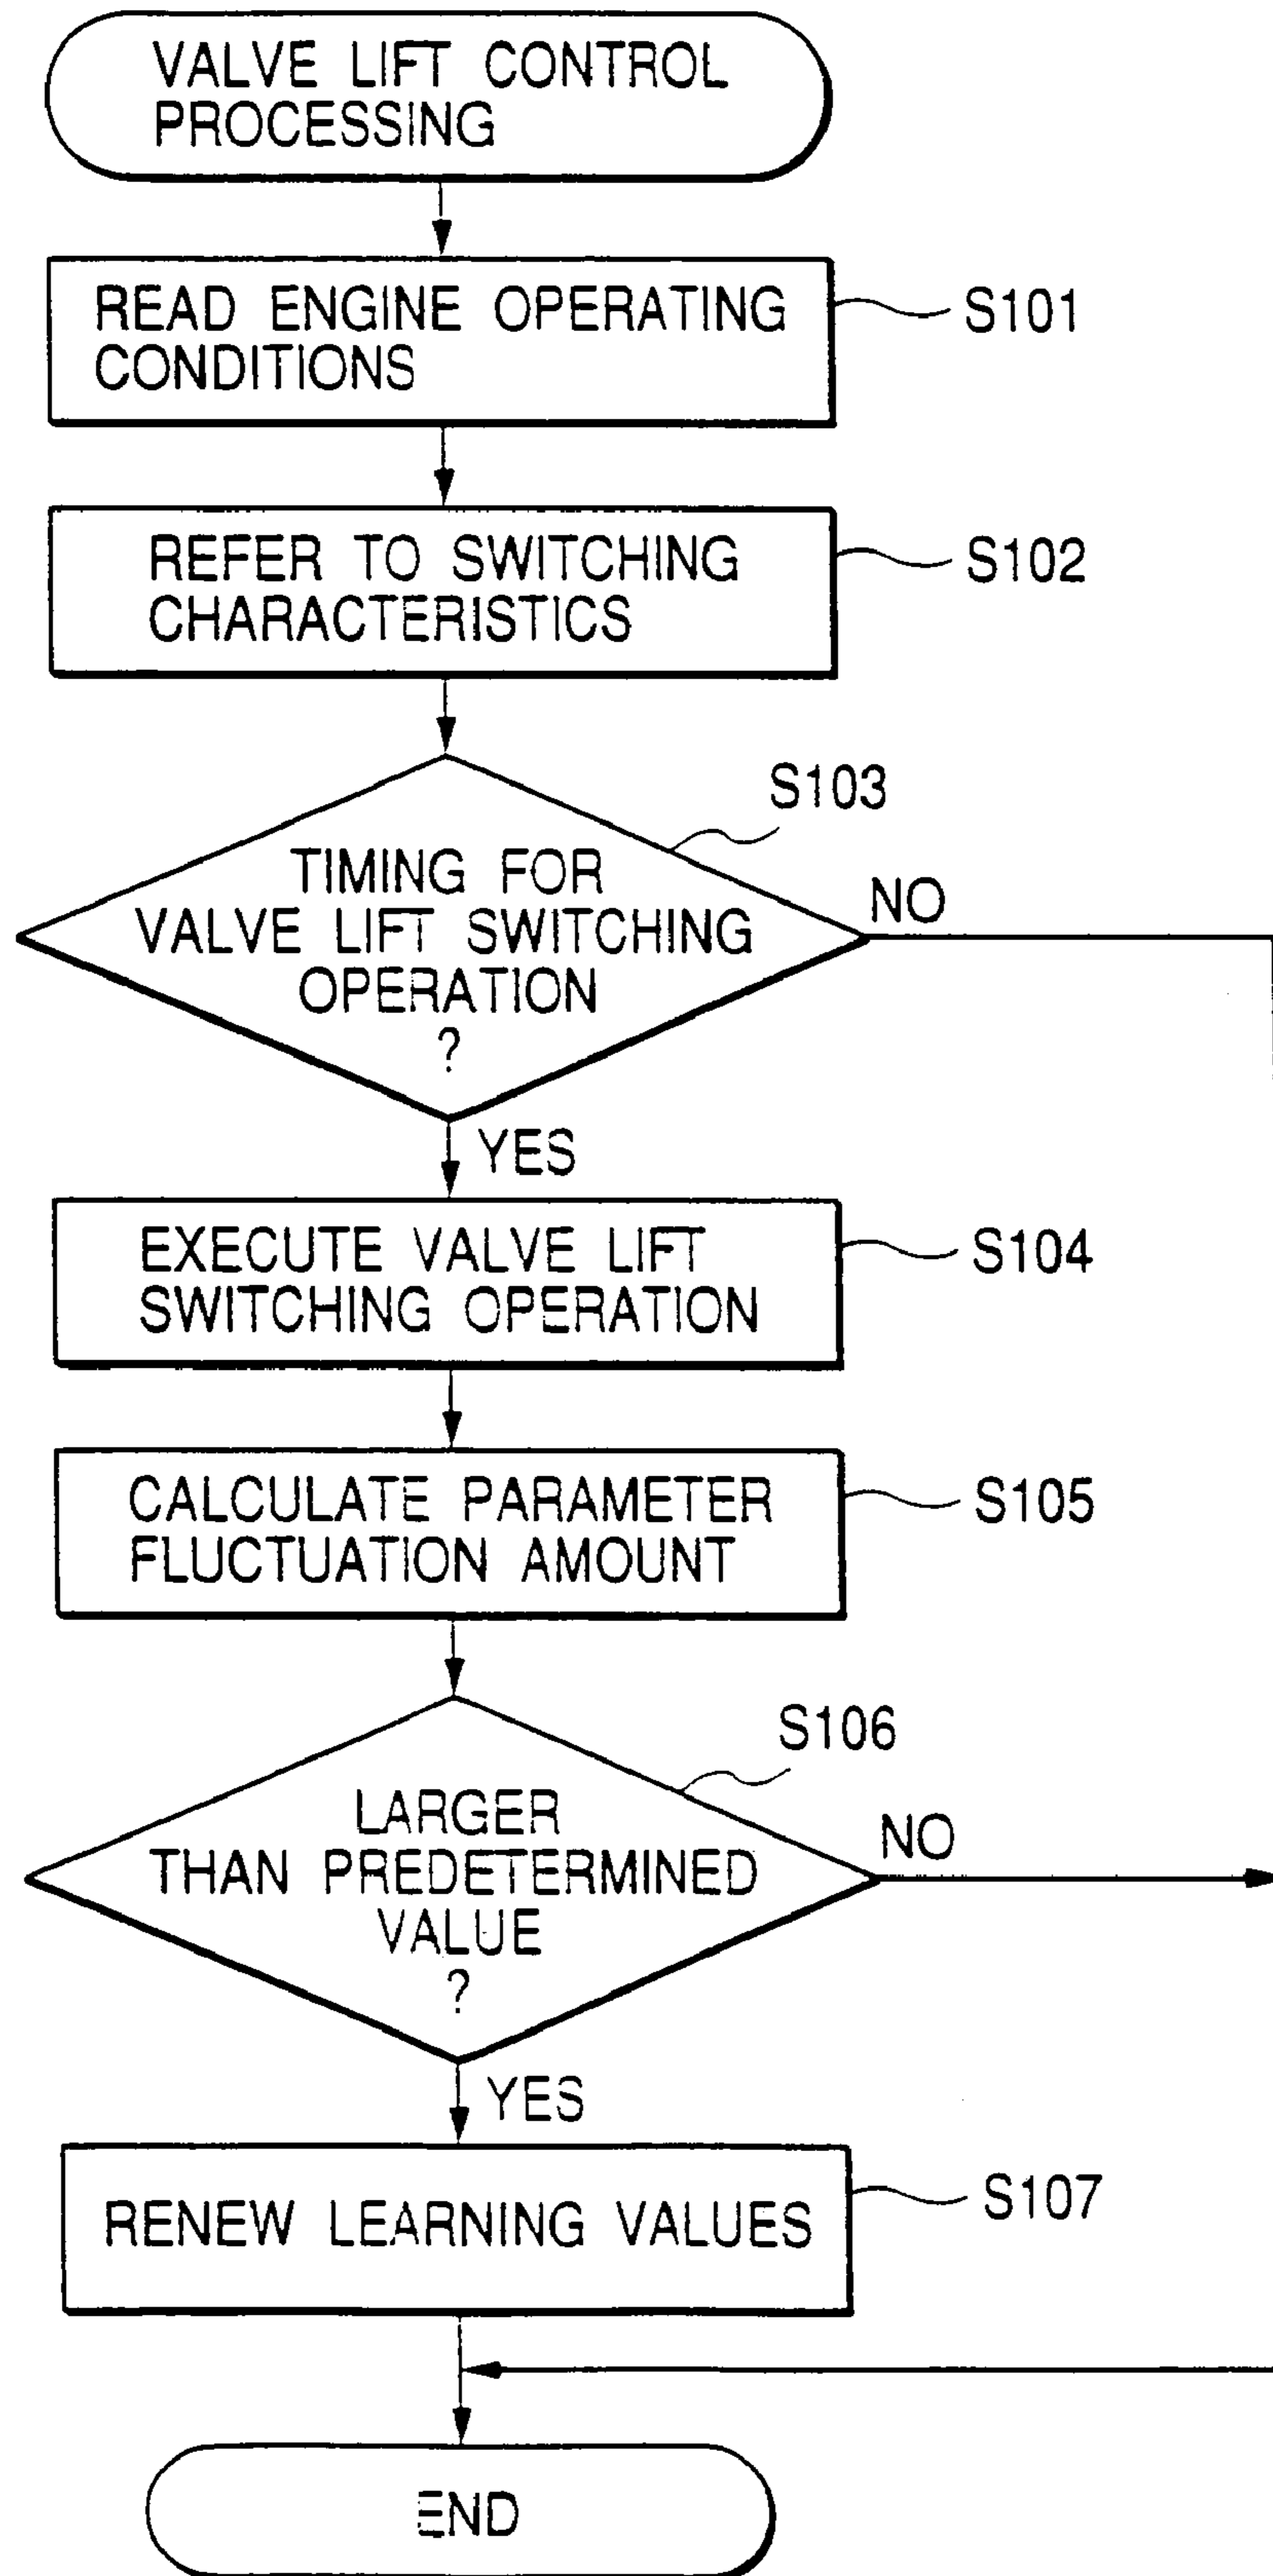 VALVE LIFT CONTROL
PROCESSING
READ ENGINE OPERATING
CONDITIONS
S101
REFER TO SWITCHING
CHARACTERISTICS
S102
S103
TIMING FOR
VALVE LIFT SWITCHING
OPERATION
?
NO
YES
EXECUTE VALVE LIFT
SWITCHING OPERATION
S104
CALCULATE PARAMETER
FLUCTUATION AMOUNT
S105
S106
LARGER
THAN PREDETERMINED
VALUE
?
NO
YES
RENEW LEARNING VALUES
S107
END